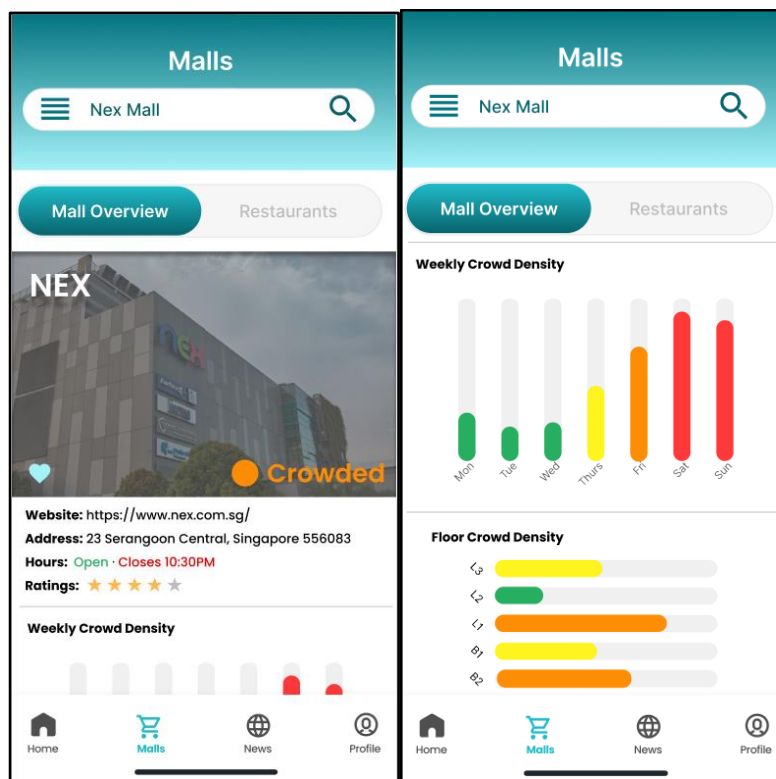 Malls
Nex Mall
Mall Overview
Restaurants
NEX
nex
Crowded
Website: https://www.nex.com.sg/
Address: 23 Serangoon Central, Singapore 556083
Hours: Open · Closes 10:30PM
Ratings:
Weekly Crowd Density
Home
Malls
News
Profile
Malls
Nex Mall
Mall Overview
Restaurants
Weekly Crowd Density
Mon
Tue
Wed
Thurs
Fri
Sat
Sun
Floor Crowd Density
L3
L2
L1
B1
B2
Home
Malls
News
Profile